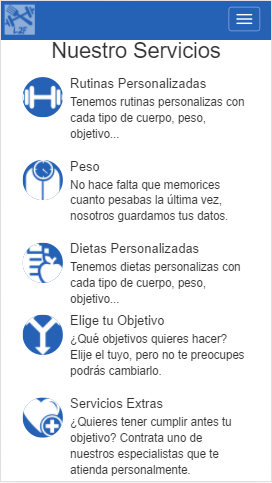 L2F
Nuestro Servicios
Rutinas Personalizadas
Tenemos rutinas personalizas con
cada tipo de cuerpo, peso,
objetivo...
Peso
No hace falta que memorices
cuanto pesabas la última vez,
nosotros guardamos tus datos.
Dietas Personalizadas
Tenemos dietas personalizas con
cada tipo de cuerpo, peso,
objetivo...
Elige tu Objetivo
¿Qué objetivos quieres hacer?
Elije el tuyo, pero no te preocupes
podrás cambiarlo.
Servicios Extras
¿Quieres tener cumplir antes tu
objetivo? Contrata uno de
nuestros especialistas que te
atienda personalmente.